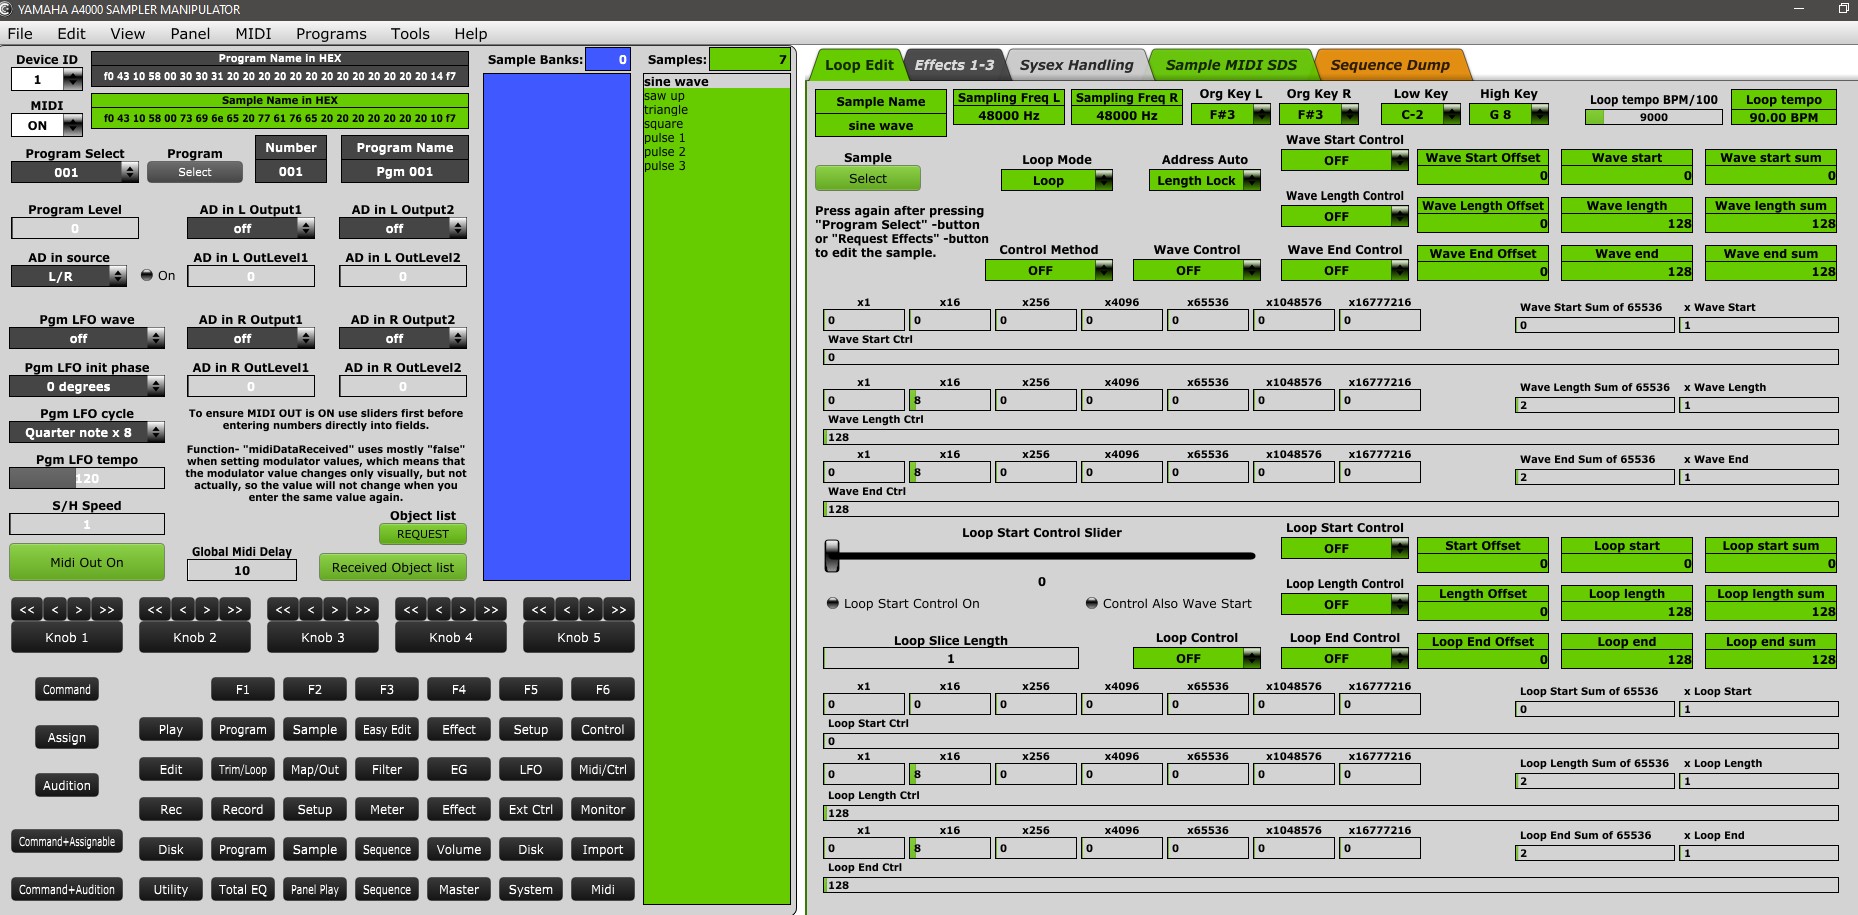 YAMAHA A4000 SAMPLER MANIPULATOR
File Edit View Panel MIDI Programs Tools Help
Device ID
1
MIDI
ON
Program Name in HEX
f0 43 10 58 00 30 30 31 20 20 20 20 20 20 20 20 20 20 20 20 20 14 f7
Sample Name in HEX
f0 43 10 58 00 73 69 6e 65 20 77 61 76 65 20 20 20 20 20 20 20 10 f7
Program Select
001
Program
Select
Number
001
Program Name
Pgm 001
Program Level
0
AD in L Output1
off
AD in L Output2
off
AD in source
L/R
On
AD in L OutLevel1
0
AD in L OutLevel2
0
Pgm LFO wave
off
AD in R Output1
off
AD in R Output2
off
Pgm LFO init phase
0 degrees
AD in R OutLevel1
0
AD in R OutLevel2
0
Pgm LFO cycle
Quarter note x 8
Pgm LFO tempo
120
S/H Speed
1
Midi Out On
To ensure MIDI OUT is ON use sliders first before
entering numbers directly into fields.
Function- "midiDataReceived" uses mostly "false"
when setting modulator values, which means that
the modulator value changes only visually, but not
actually, so the value will not change when you
enter the same value again.
Object list
REQUEST
Global Midi Delay
10
Received Object list
<< < > >> << < > >> << < > >> << < > >> << < > >>
Knob 1 Knob 2 Knob 3 Knob 4 Knob 5
Command F1 F2 F3 F4 F5 F6
Assign Play Program Sample Easy Edit Effect Setup Control
Audition Edit Trim/Loop Map/Out Filter EG LFO Midi/Ctrl
Rec Record Setup Meter Effect Ext Ctrl Monitor
Command+Assignable Disk Program Sample Sequence Volume Disk Import
Command+Audition Utility Total EQ Panel Play Sequence Master System Midi
Sample Banks: 0
Samples: 7
sine wave
saw up
triangle
square
pulse 1
pulse 2
pulse 3
Loop Edit Effects 1-3 Sysex Handling Sample MIDI SDS Sequence Dump
Sample Name
sine wave
Sampling Freq L
48000 Hz
Sampling Freq R
48000 Hz
Org Key L
F#3
Org Key R
F#3
Low Key
C-2
High Key
G 8
Loop tempo BPM/100
9000
Loop tempo
90.00 BPM
Sample
Select
Press again after pressing
"Program Select" -button
or "Request Effects" -button
to edit the sample.
Loop Mode
Loop
Address Auto
Length Lock
Wave Start Control
OFF
Wave Start Offset
0
Wave start
0
Wave start sum
0
Wave Length Control
OFF
Wave Length Offset
0
Wave length
128
Wave length sum
128
Control Method
OFF
Wave Control
OFF
Wave End Control
OFF
Wave End Offset
0
Wave end
128
Wave end sum
128
x1 x16 x256 x4096 x65536 x1048576 x16777216
0 0 0 0 0 0 0
Wave Start Sum of 65536 x Wave Start
0 1
Wave Start Ctrl
0
x1 x16 x256 x4096 x65536 x1048576 x16777216
0 8 0 0 0 0 0
Wave Length Sum of 65536 x Wave Length
2 1
Wave Length Ctrl
128
x1 x16 x256 x4096 x65536 x1048576 x16777216
0 8 0 0 0 0 0
Wave End Sum of 65536 x Wave End
2 1
Wave End Ctrl
128
Loop Start Control Slider
0
Loop Start Control On
Control Also Wave Start
Loop Start Control
OFF
Start Offset
0
Loop start
0
Loop start sum
0
Loop Length Control
OFF
Length Offset
0
Loop length
128
Loop length sum
128
Loop Slice Length
1
Loop Control
OFF
Loop End Control
OFF
Loop End Offset
0
Loop end
128
Loop end sum
128
x1 x16 x256 x4096 x65536 x1048576 x16777216
0 0 0 0 0 0 0
Loop Start Sum of 65536 x Loop Start
0 1
Loop Start Ctrl
0
x1 x16 x256 x4096 x65536 x1048576 x16777216
0 8 0 0 0 0 0
Loop Length Sum of 65536 x Loop Length
2 1
Loop Length Ctrl
128
x1 x16 x256 x4096 x65536 x1048576 x16777216
0 8 0 0 0 0 0
Loop End Sum of 65536 x Loop End
2 1
Loop End Ctrl
128